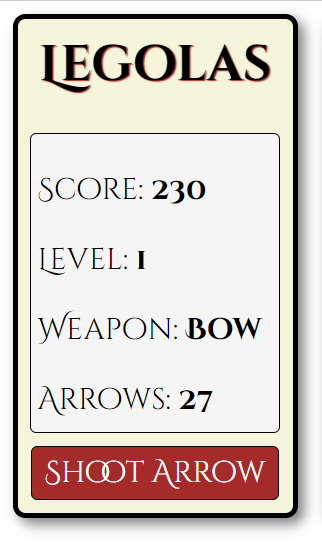 Legolas
Score: 230
Level: 1
Weapon: Bow
Arrows: 27
Shoot Arrow